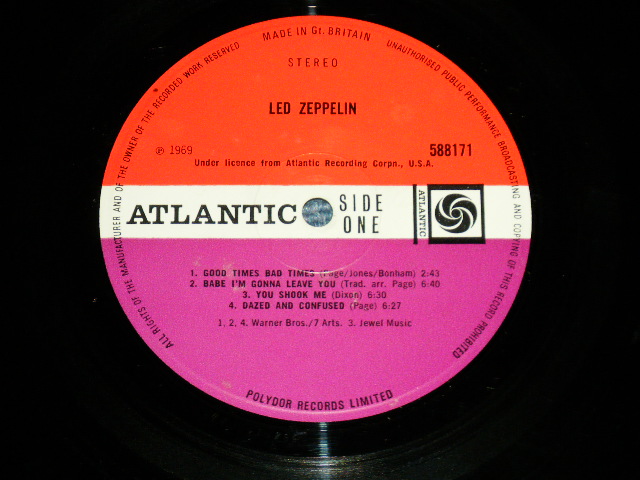 MADE IN Gt. BRITAIN
ALL RIGHTS OF THE MANUFACTURER AND OF THE OWNER OF THE RECORDED WORK RESERVED
UNAUTHORISED PUBLIC PERFORMANCE BROADCASTING AND COPYING OF THIS RECORD PROHIBITED
STEREO
LED ZEPPELIN
℗ 1969
588171
Under licence from Atlantic Recording Corpn., U.S.A.
ATLANTIC
SIDE
ONE
ATLANTIC
1. GOOD TIMES BAD TIMES (Page/Jones/Bonham) 2:43
2. BABE I'M GONNA LEAVE YOU (Trad. arr. Page) 6:40
3. YOU SHOOK ME (Dixon) 6:30
4. DAZED AND CONFUSED (Page) 6:27
1, 2, 4. Warner Bros./7 Arts. 3. Jewel Music
POLYDOR RECORDS LIMITED